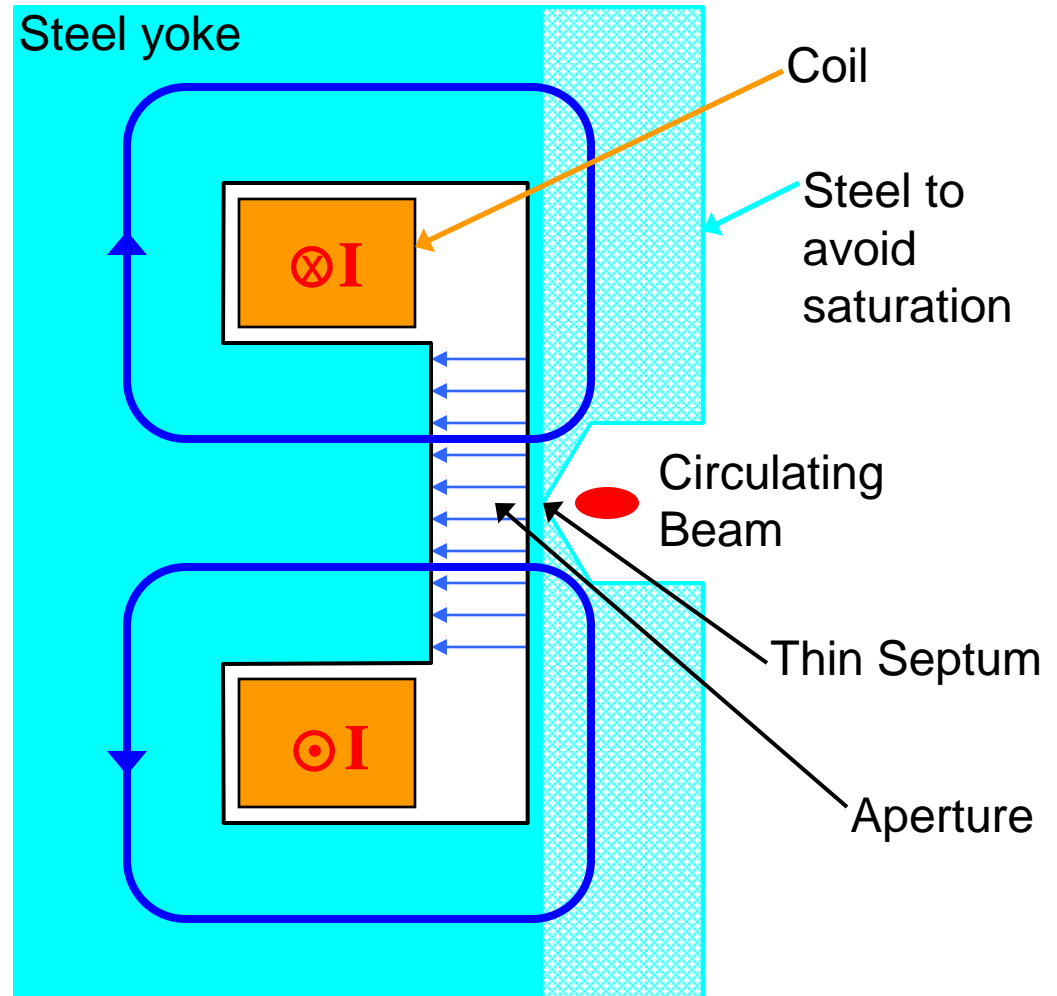 Steel yoke
Coil
Steel to
avoid
saturation
⊗I
Circulating
Beam
Thin Septum
⊙I
Aperture